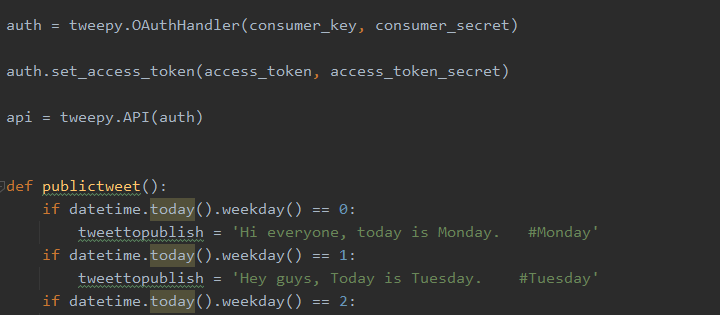 auth = tweepy.OAuthHandler(consumer_key, consumer_secret)
auth.set_access_token(access_token, access_token_secret)
api = tweepy.API(auth)
def publictweet():
    if datetime.today().weekday() == 0:
        tweettopublish = 'Hi everyone, today is Monday.   #Monday'
    if datetime.today().weekday() == 1:
        tweettopublish = 'Hey guys, Today is Tuesday.    #Tuesday'
    if datetime.today().weekday() == 2: